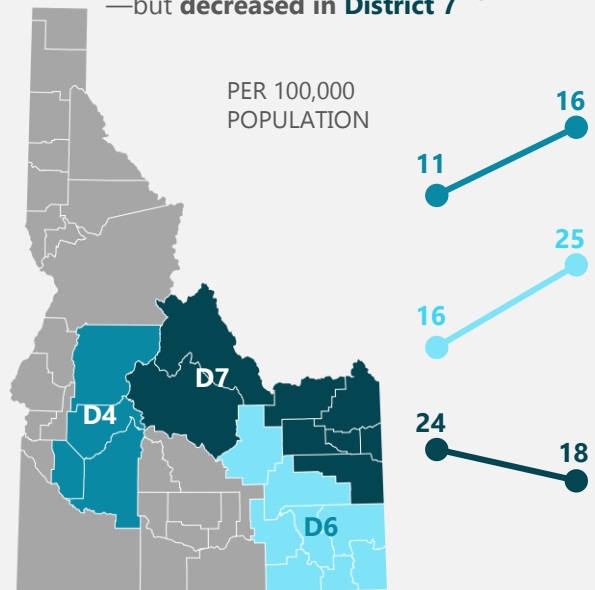 —but decreased in District 7
PER 100,000
POPULATION
16
11
25
16
24
18
D7
D4
D6